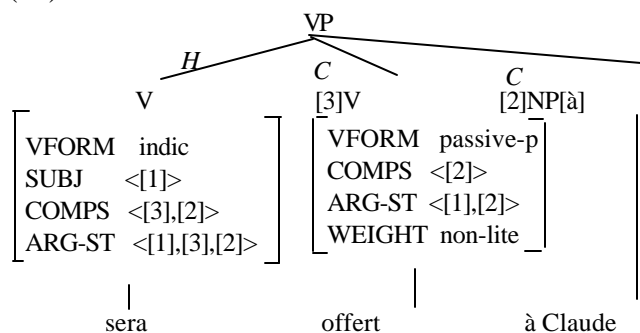 VP
H C C
V [3]V [2]NP[à]
VFORM indic VFORM passive-p
SUBJ <[1]> COMPS <[2]>
COMPS <[3],[2]> ARG-ST <[1],[2]>
ARG-ST <[1],[3],[2]> WEIGHT non-lite
sera offert à Claude